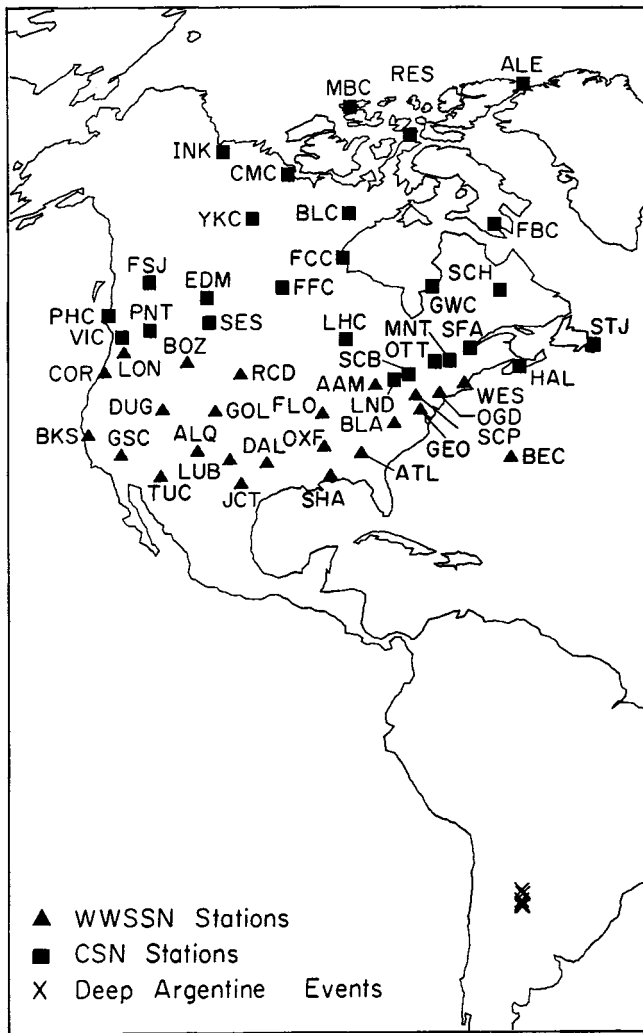 ALE
RES
MBC
INK
CMC
YKC
BLC
FBC
FCC
FSJ
EDM
FFC
SCH
GWC
PHC
PNT
SES
MNT SFA
STJ
VIC
LHC
OTT
LON
BOZ
SCB
COR
RCD
AAM
HAL
LND
WES
DUG
GOL
FLO
OGD
BLA
SCP
BKS
GSC
ALQ
DAL
OXF
GEO
BEC
LUB
ATL
TUC
JCT
SHA
WWSSN Stations
CSN Stations
Deep Argentine Events